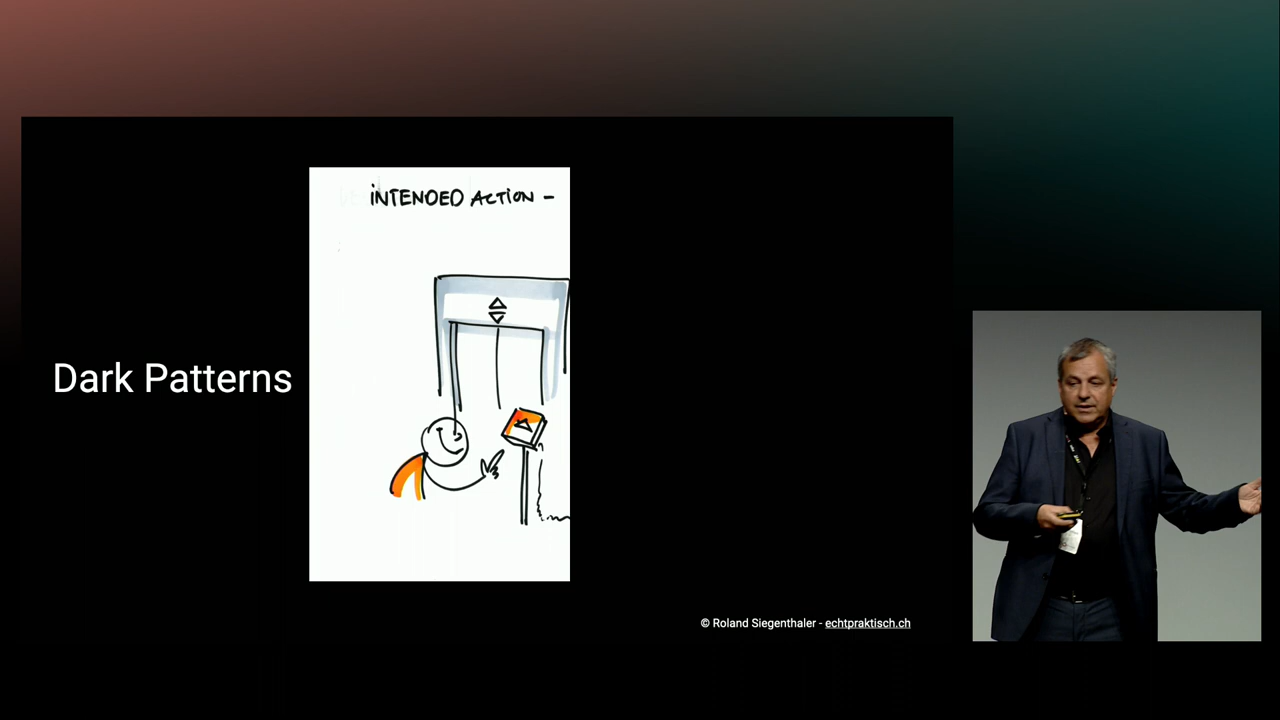 INTENDED ACTION -
Dark Patterns
© Roland Siegenthaler - echtpraktisch.ch